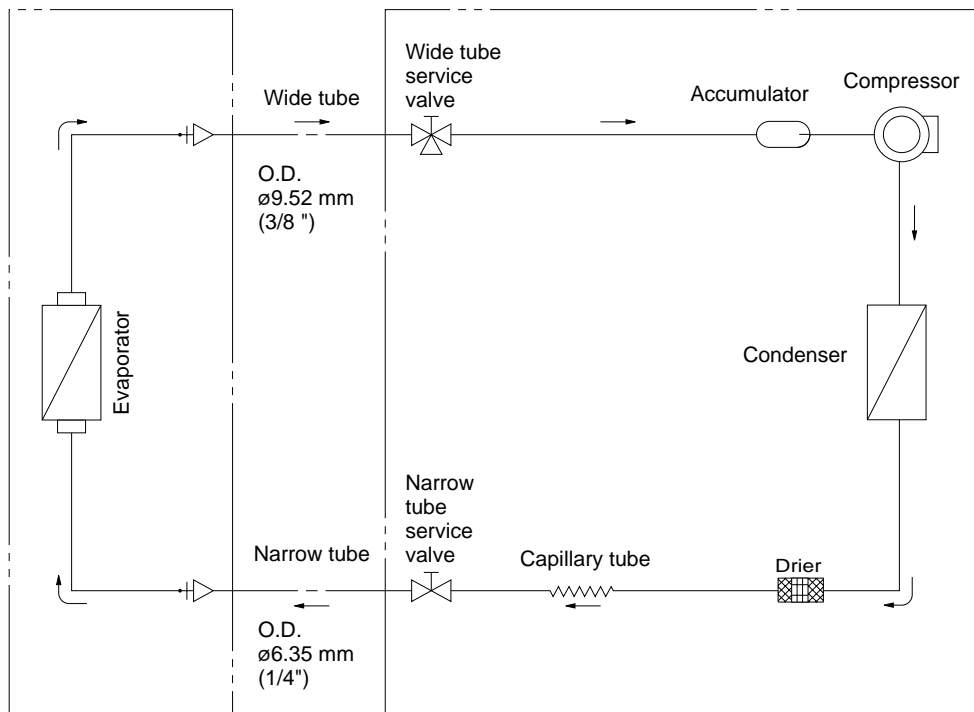 Wide tube
service
valve
Wide tube
Accumulator
Compressor
O.D.
ø9.52 mm
(3/8 ")
Evaporator
Condenser
Narrow
tube
service
valve
Narrow tube
Capillary tube
Drier
O.D.
ø6.35 mm
(1/4")